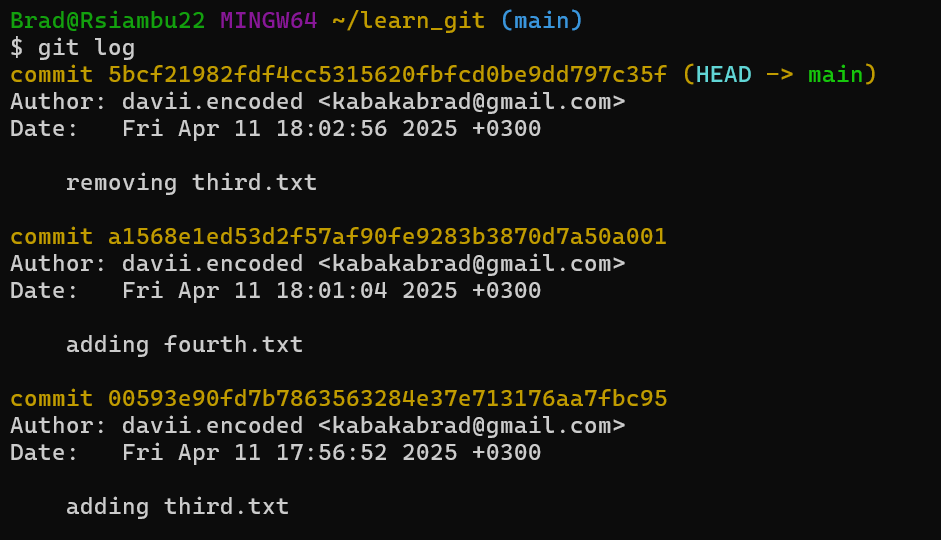 Brad@Rsiambu22 MINGW64 ~/learn_git (main)
$ git log
commit 5bcf21982fdf4cc5315620fbfcd0be9dd797c35f (HEAD -> main)
Author: davii.encoded <kabakabrad@gmail.com>
Date:   Fri Apr 11 18:02:56 2025 +0300

    removing third.txt

commit a1568e1ed53d2f57af90fe9283b3870d7a50a001
Author: davii.encoded <kabakabrad@gmail.com>
Date:   Fri Apr 11 18:01:04 2025 +0300

    adding fourth.txt

commit 00593e90fd7b7863563284e37e713176aa7fbc95
Author: davii.encoded <kabakabrad@gmail.com>
Date:   Fri Apr 11 17:56:52 2025 +0300

    adding third.txt